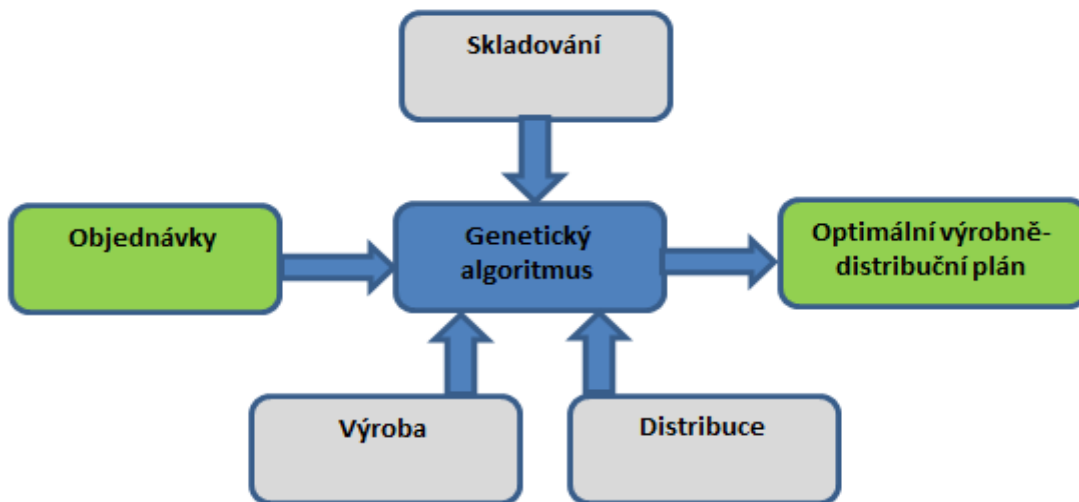 Skladování
Objednávky
Genetický
algoritmus
Optimální výrobně-
distribuční plán
Výroba
Distribuce